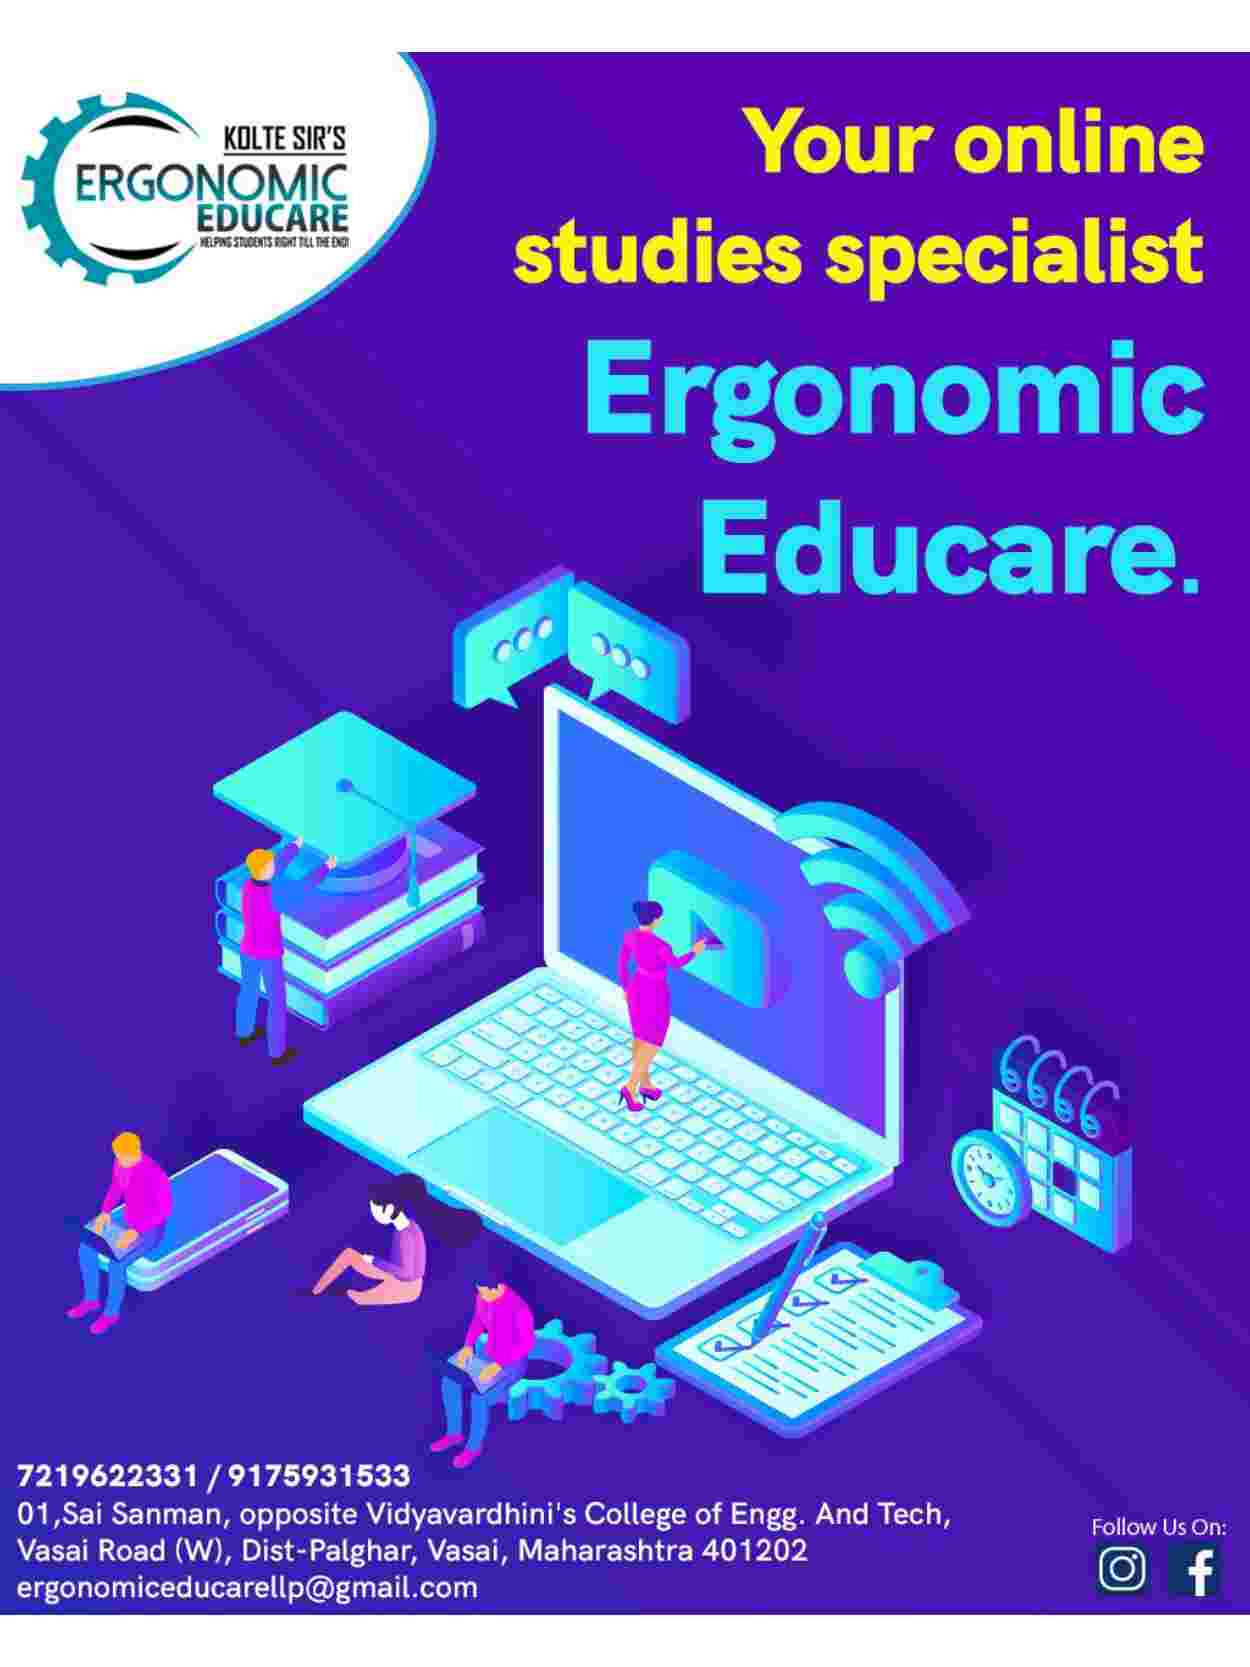 KOLTE SIR'S
ERGONOMIC
EDUCARE
HELPING STUDENTS RIGHT TILL THE END!
Your online
studies specialist
Ergonomic
Educare.
7219622331 / 9175931533
01,Sai Sanman, opposite Vidyavardhini's College of Engg. And Tech,
Vasai Road (W), Dist-Palghar, Vasai, Maharashtra 401202
ergonomiceducarellp@gmail.com
Follow Us On: